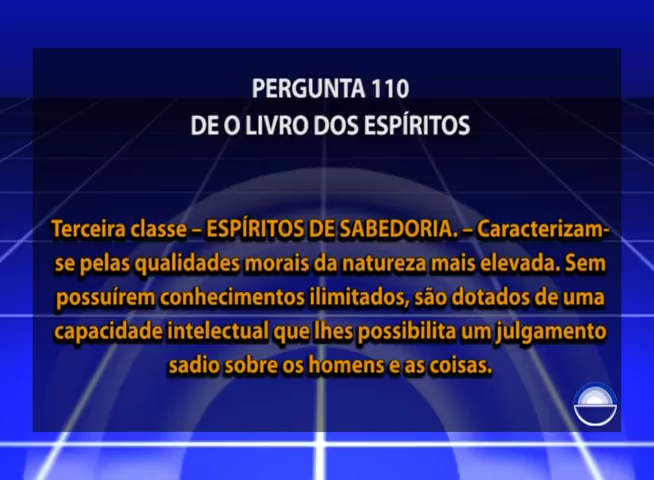 PERGUNTA 110
DE O LIVRO DOS ESPÍRITOS
Terceira classe – ESPÍRITOS DE SABEDORIA. – Caracterizam-
se pelas qualidades morais da natureza mais elevada. Sem
possuírem conhecimentos ilimitados, são dotados de uma
capacidade intelectual que lhes possibilita um julgamento
sadio sobre os homens e as coisas.